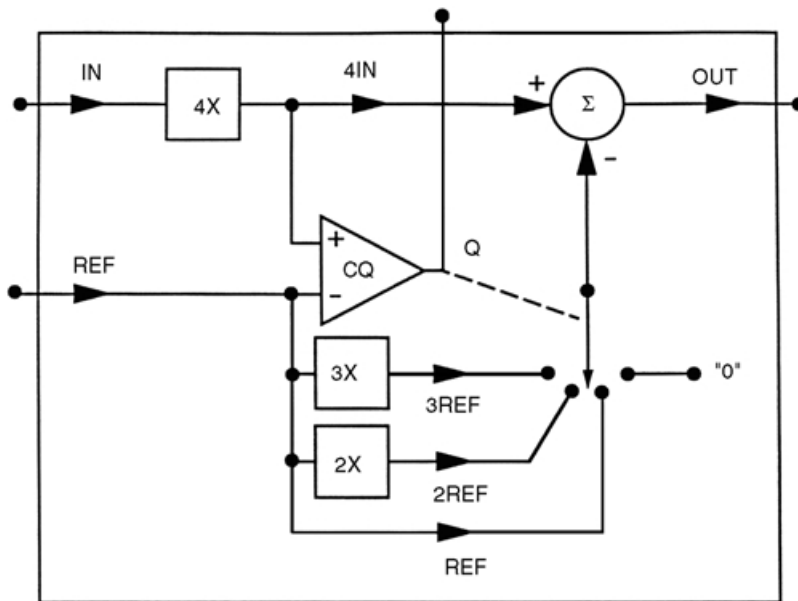 IN
4X
4IN
+
Σ
OUT
-
REF
+
CQ
-
Q
3X
3REF
"0"
2X
2REF
REF